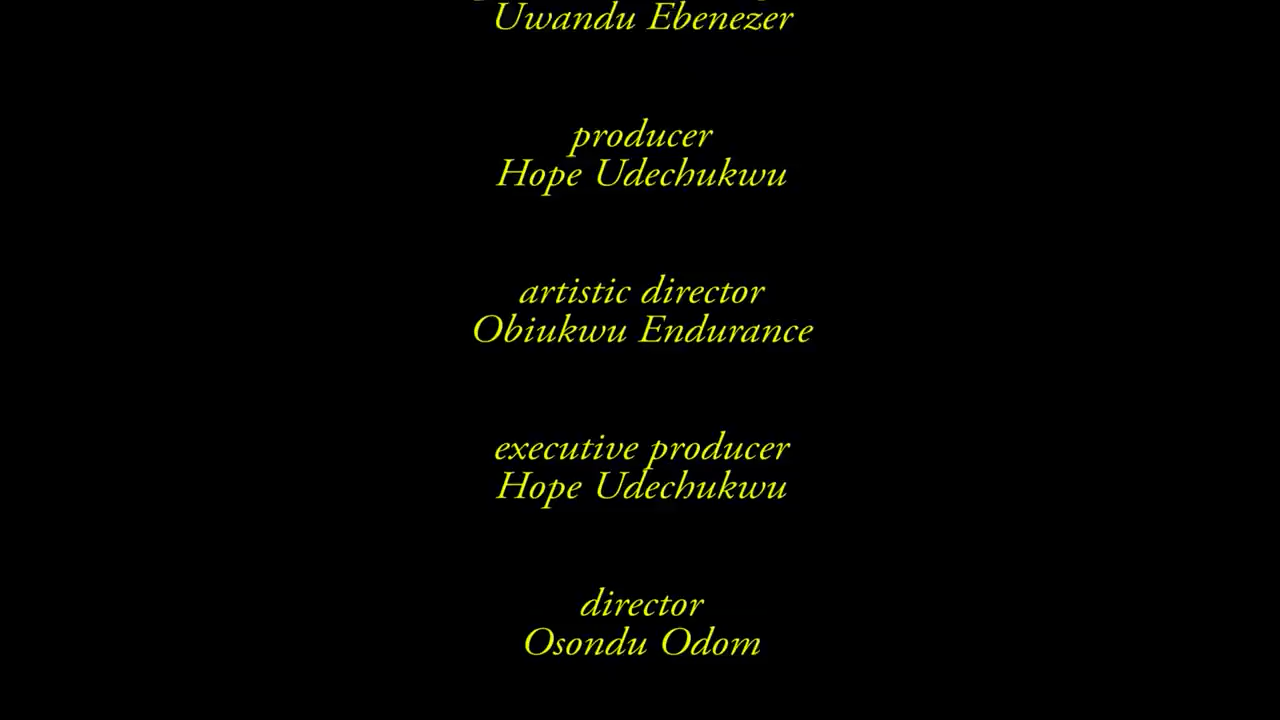 Uwandu Ebenezer
producer
Hope Udechukwu
artistic director
Obiukwu Endurance
executive producer
Hope Udechukwu
director
Osondu Odom